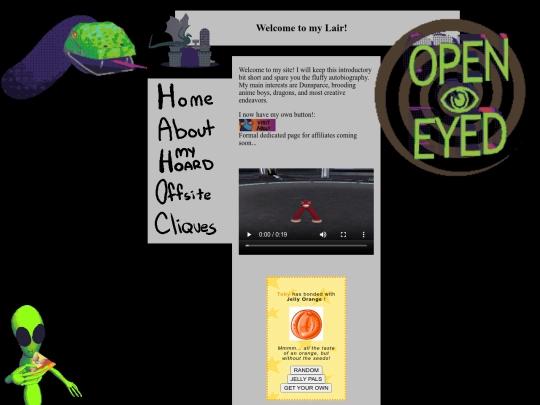 Welcome to my Lair!
OPEN
EYED
Home
About
MY
HOARD
Offsite
Cliques
Welcome to my site! I will keep this introductory
bit short and spare you the fluffy autobiography.
My main interests are Dunsparce, brooding
anime boys, dragons, and most creative
endeavors.
I now have my own button!:
Formal dedicated page for affiliates coming
soon...
0:00 / 0:19
Toby has bonded with
Jelly Orange !
Mmmm... all the taste
of an orange, but
without the seeds!
RANDOM
JELLY PALS
GET YOUR OWN